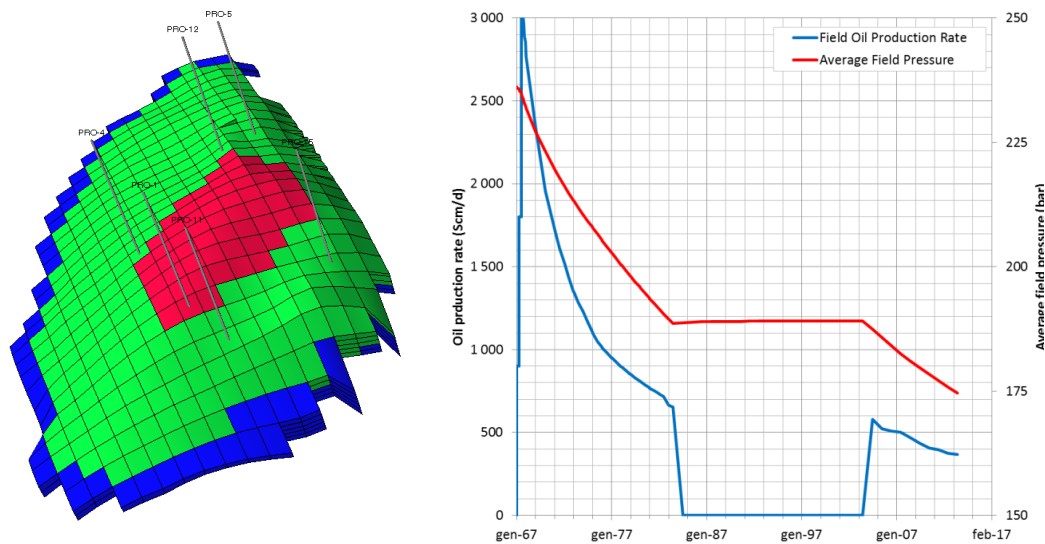 PRO-5
PRO-12
PRO-4
PRO-1
PRO-11
3 000
2 500
2 000
1 500
1 000
500
0
Oil prduction rate (Scm/d)
Field Oil Production Rate
Average Field Pressure
250
225
200
175
150
Average field pressure (bar)
gen-67
gen-77
gen-87
gen-97
gen-07
feb-17